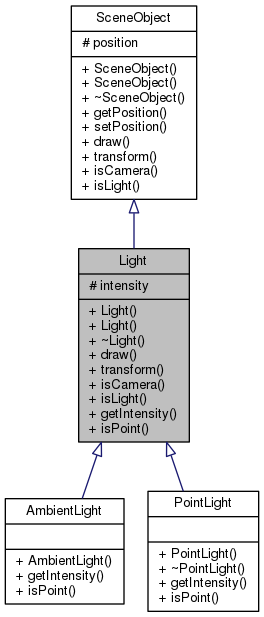 SceneObject
# position
+ SceneObject()
+ SceneObject()
+ ~SceneObject()
+ getPosition()
+ setPosition()
+ draw()
+ transform()
+ isCamera()
+ isLight()
Light
# intensity
+ Light()
+ Light()
+ ~Light()
+ draw()
+ transform()
+ isCamera()
+ isLight()
+ getIntensity()
+ isPoint()
AmbientLight
+ AmbientLight()
+ getIntensity()
+ isPoint()
PointLight
+ PointLight()
+ ~PointLight()
+ getIntensity()
+ isPoint()